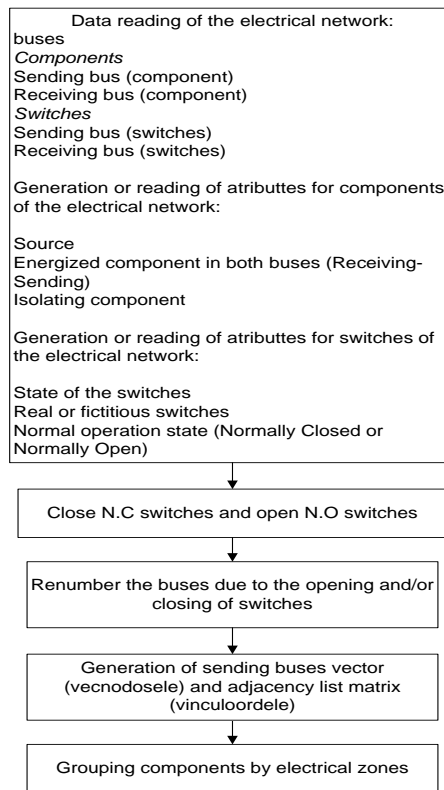 Data reading of the electrical network:
buses
Components
Sending bus (component)
Receiving bus (component)
Switches
Sending bus (switches)
Receiving bus (switches)
Generation or reading of atributtes for components
of the electrical network:
Source
Energized component in both buses (Receiving-
Sending)
Isolating component
Generation or reading of atributtes for switches of
the electrical network:
State of the switches
Real or fictitious switches
Normal operation state (Normally Closed or
Normally Open)
Close N.C switches and open N.O switches
Renumber the buses due to the opening and/or
closing of switches
Generation of sending buses vector
(vecnodosele) and adjacency list matrix
(vinculoordele)
Grouping components by electrical zones